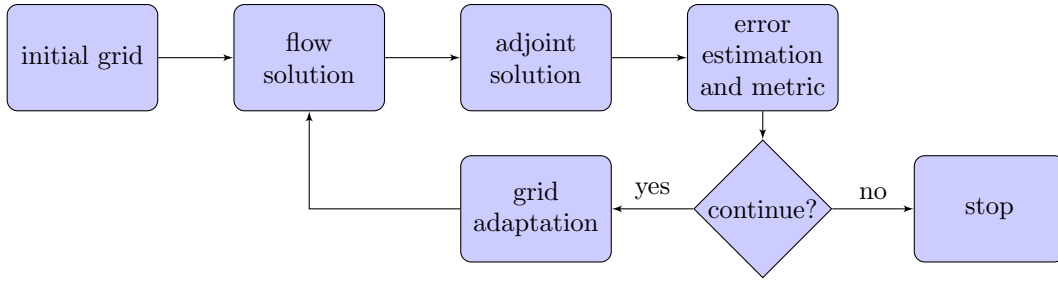 initial grid
flow
solution
adjoint
solution
error
estimation
and metric
grid
adaptation
yes
continue?
no
stop